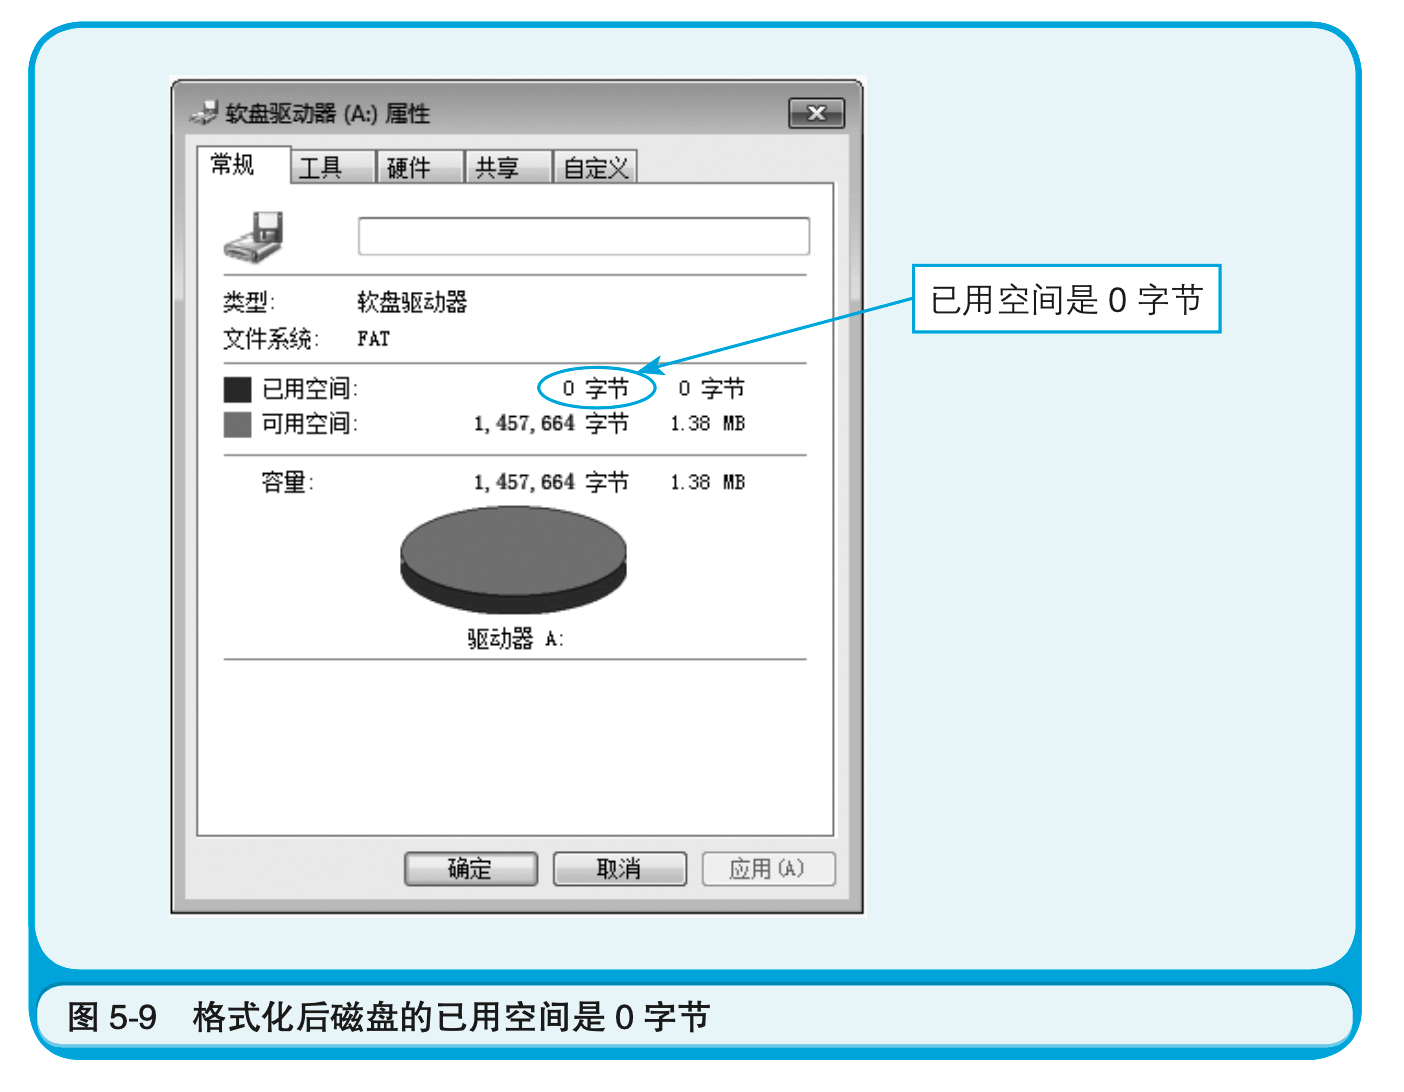 软盘驱动器 (A:) 属性
常规 工具 硬件 共享 自定义
类型: 软盘驱动器
文件系统: FAT
已用空间是 0 字节
已用空间: 0 字节 0 字节
可用空间: 1,457,664 字节 1.38 MB
容量: 1,457,664 字节 1.38 MB
驱动器 A:
确定 取消 应用(A)
图 5-9 格式化后磁盘的已用空间是 0 字节